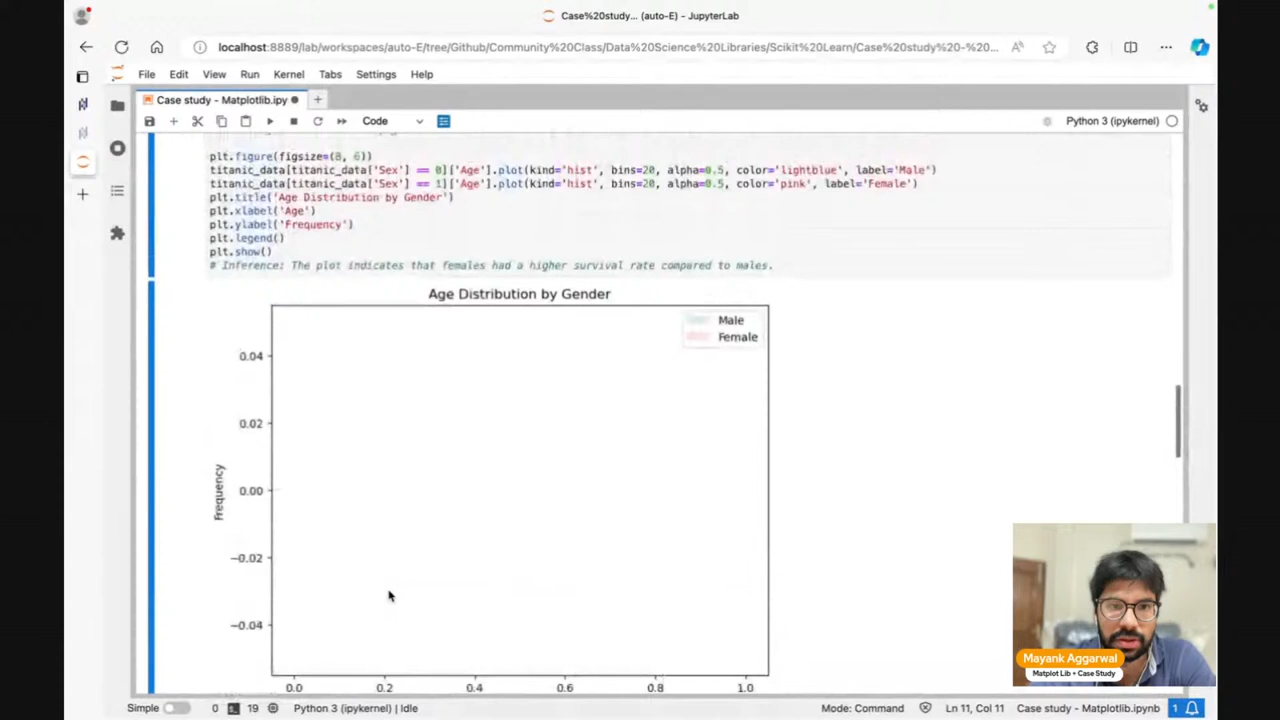 Case%20study... (auto-E) - JupyterLab
localhost:8889/lab/workspaces/auto-E/tree/Github/Community%20Class/Data%20Science%20Libraries/Scikit%20Learn/Case%20study%20-%20...
File Edit View Run Kernel Tabs Settings Help
Case study - Matplotlib.ipy
Code
Python 3 (ipykernel)
plt.figure(figsize=(8, 6))
titanic_data[titanic_data['Sex'] == 0]['Age'].plot(kind='hist', bins=20, alpha=0.5, color='lightblue', label='Male')
titanic_data[titanic_data['Sex'] == 1]['Age'].plot(kind='hist', bins=20, alpha=0.5, color='pink', label='Female')
plt.title('Age Distribution by Gender')
plt.xlabel('Age')
plt.ylabel('Frequency')
plt.legend()
plt.show()
# Inference: The plot indicates that females had a higher survival rate compared to males.
Age Distribution by Gender
Male
Female
0.04
0.02
0.00
−0.02
−0.04
Frequency
0.0 0.2 0.4 0.6 0.8 1.0
Mayank Aggarwal
Matplot Lib + Case Study
Simple 0 19 Python 3 (ipykernel) | Idle Mode: Command Ln 11, Col 11 Case study - Matplotlib.ipynb 1